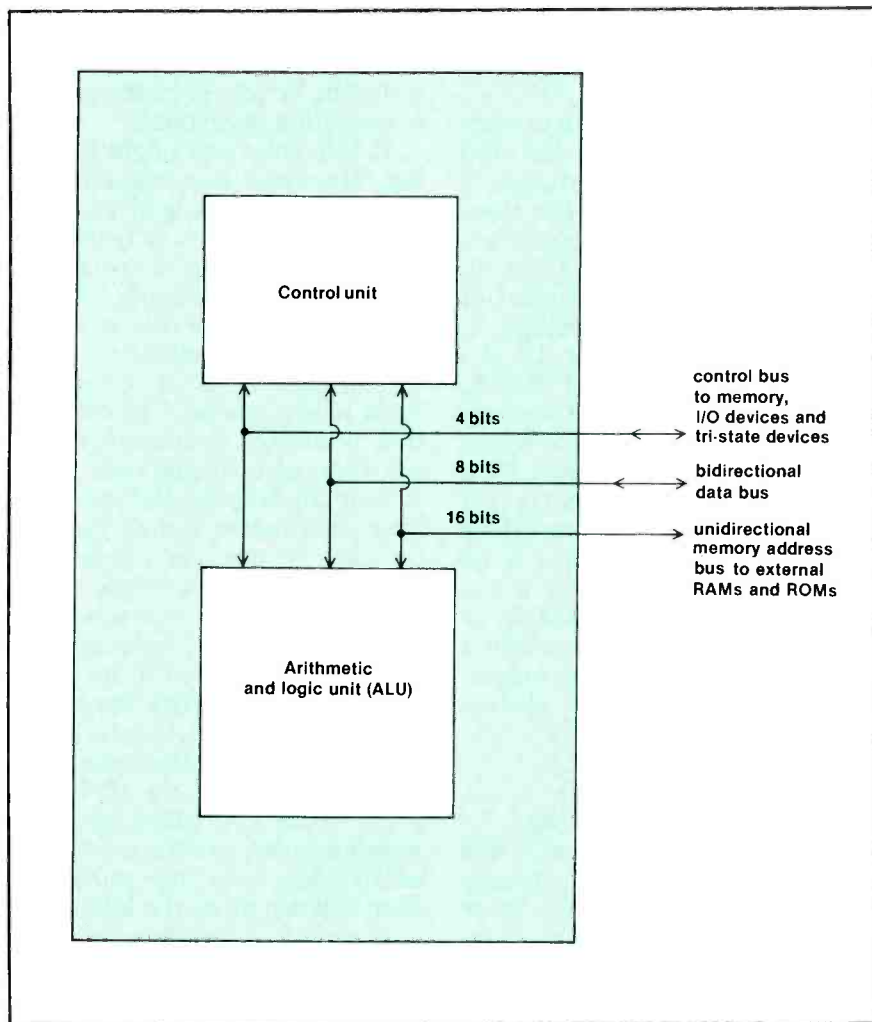 Control unit
4 bits
control bus
to memory,
I/O devices and
tri-state devices
8 bits
bidirectional
data bus
16 bits
unidirectional
memory address
bus to external
RAMs and ROMs
Arithmetic
and logic unit (ALU)